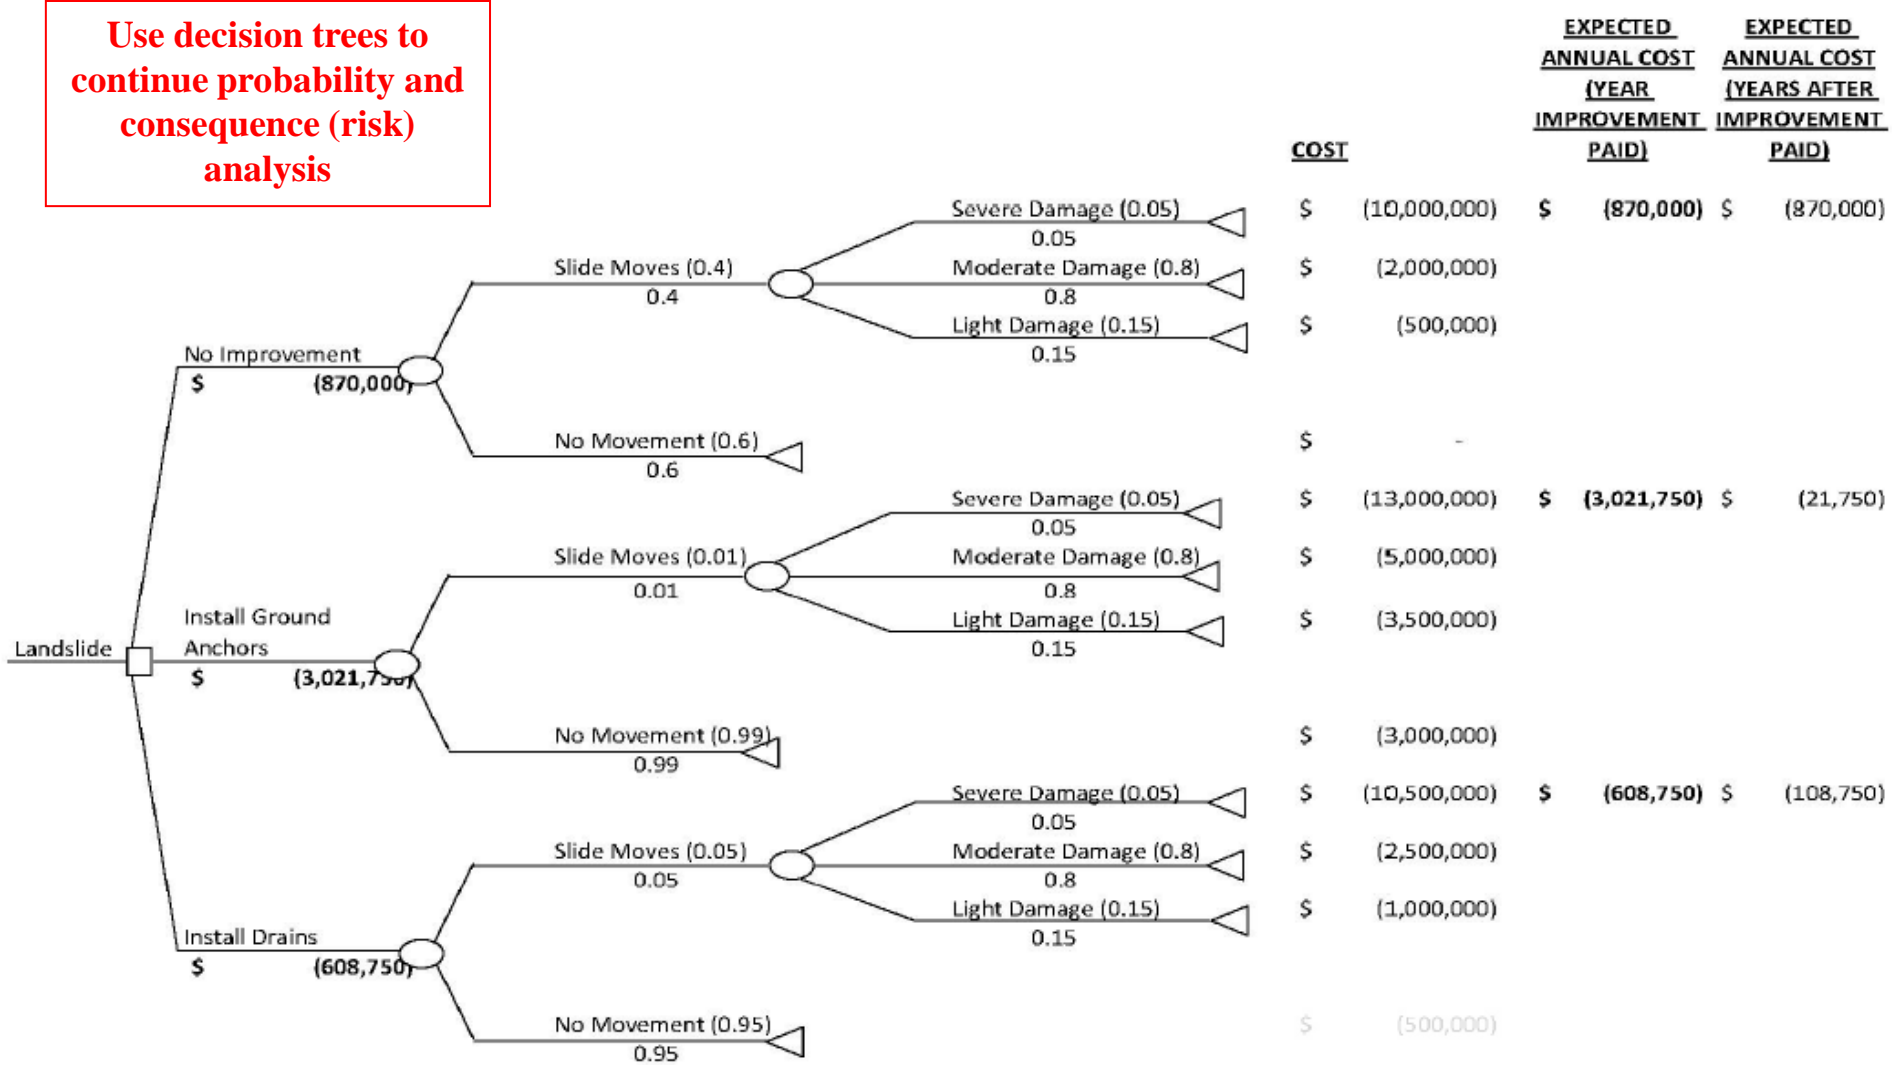 Use decision trees to
continue probability and
consequence (risk)
analysis
EXPECTED
ANNUAL COST
(YEAR
IMPROVEMENT
PAID)
EXPECTED
ANNUAL COST
(YEARS AFTER
IMPROVEMENT
PAID)
COST
Severe Damage (0.05)
0.05
$ (10,000,000) $ (870,000) $ (870,000)
Slide Moves (0.4)
0.4
Moderate Damage (0.8)
0.8
$ (2,000,000)
Light Damage (0.15)
0.15
$ (500,000)
No Improvement
$ (870,000)
No Movement (0.6)
0.6
$ -
Severe Damage (0.05)
0.05
$ (13,000,000) $ (3,021,750) $ (21,750)
Slide Moves (0.01)
0.01
Moderate Damage (0.8)
0.8
$ (5,000,000)
Light Damage (0.15)
0.15
$ (3,500,000)
Landslide
Install Ground
Anchors
$ (3,021,750)
No Movement (0.99)
0.99
$ (3,000,000)
Severe Damage (0.05)
0.05
$ (10,500,000) $ (608,750) $ (108,750)
Slide Moves (0.05)
0.05
Moderate Damage (0.8)
0.8
$ (2,500,000)
Light Damage (0.15)
0.15
$ (1,000,000)
Install Drains
$ (608,750)
No Movement (0.95)
0.95
$ (500,000)